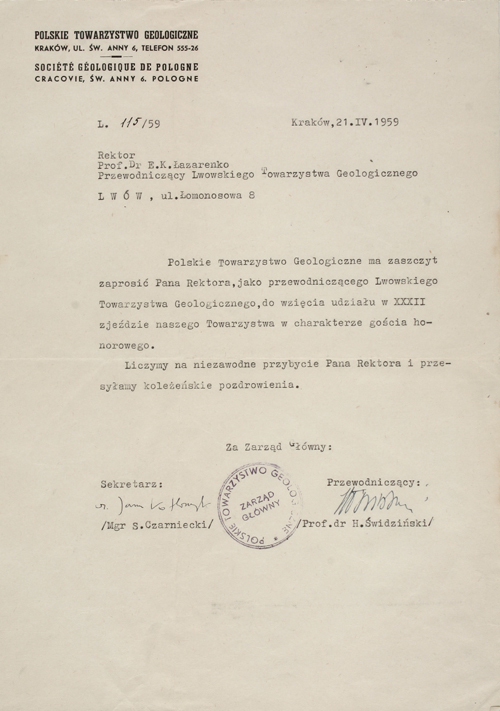 POLSKIE TOWARZYSTWO GEOLOGICZNE
KRAKÓW, UL. ŚW. ANNY 6, TELEFON 555-26
SOCIÉTÉ GÉOLOGIQUE DE POLOGNE
CRACOVIE, ŚW. ANNY 6. POLOGNE
L. 115/59
Kraków,21.IV.1959
Rektor
Prof.Dr E.K.Łazarenko
Przewodniczący Lwowskiego Towarzystwa Geologicznego
L W Ó W , ul.Łomonosowa 8
Polskie Towarzystwo Geologiczne ma zaszczyt
zaprosić Pana Rektora,jako przewodniczącego Lwowskiego
Towarzystwa Geologicznego,do wzięcia udziału w XXXII
zjeździe naszego Towarzystwa w charakterze gościa ho-
norowego.
Liczymy na niezawodne przybycie Pana Rektora i prze-
syłamy koleżeńskie pozdrowienia.
Za Zarząd Główny:
Sekretarz:
Przewodniczący:
POLSKIE TOWARZYSTWO GEOLOGICZNE
ZARZĄD
GŁÓWNY
/Mgr S.Czarniecki/
/Prof.dr H.Świdziński/